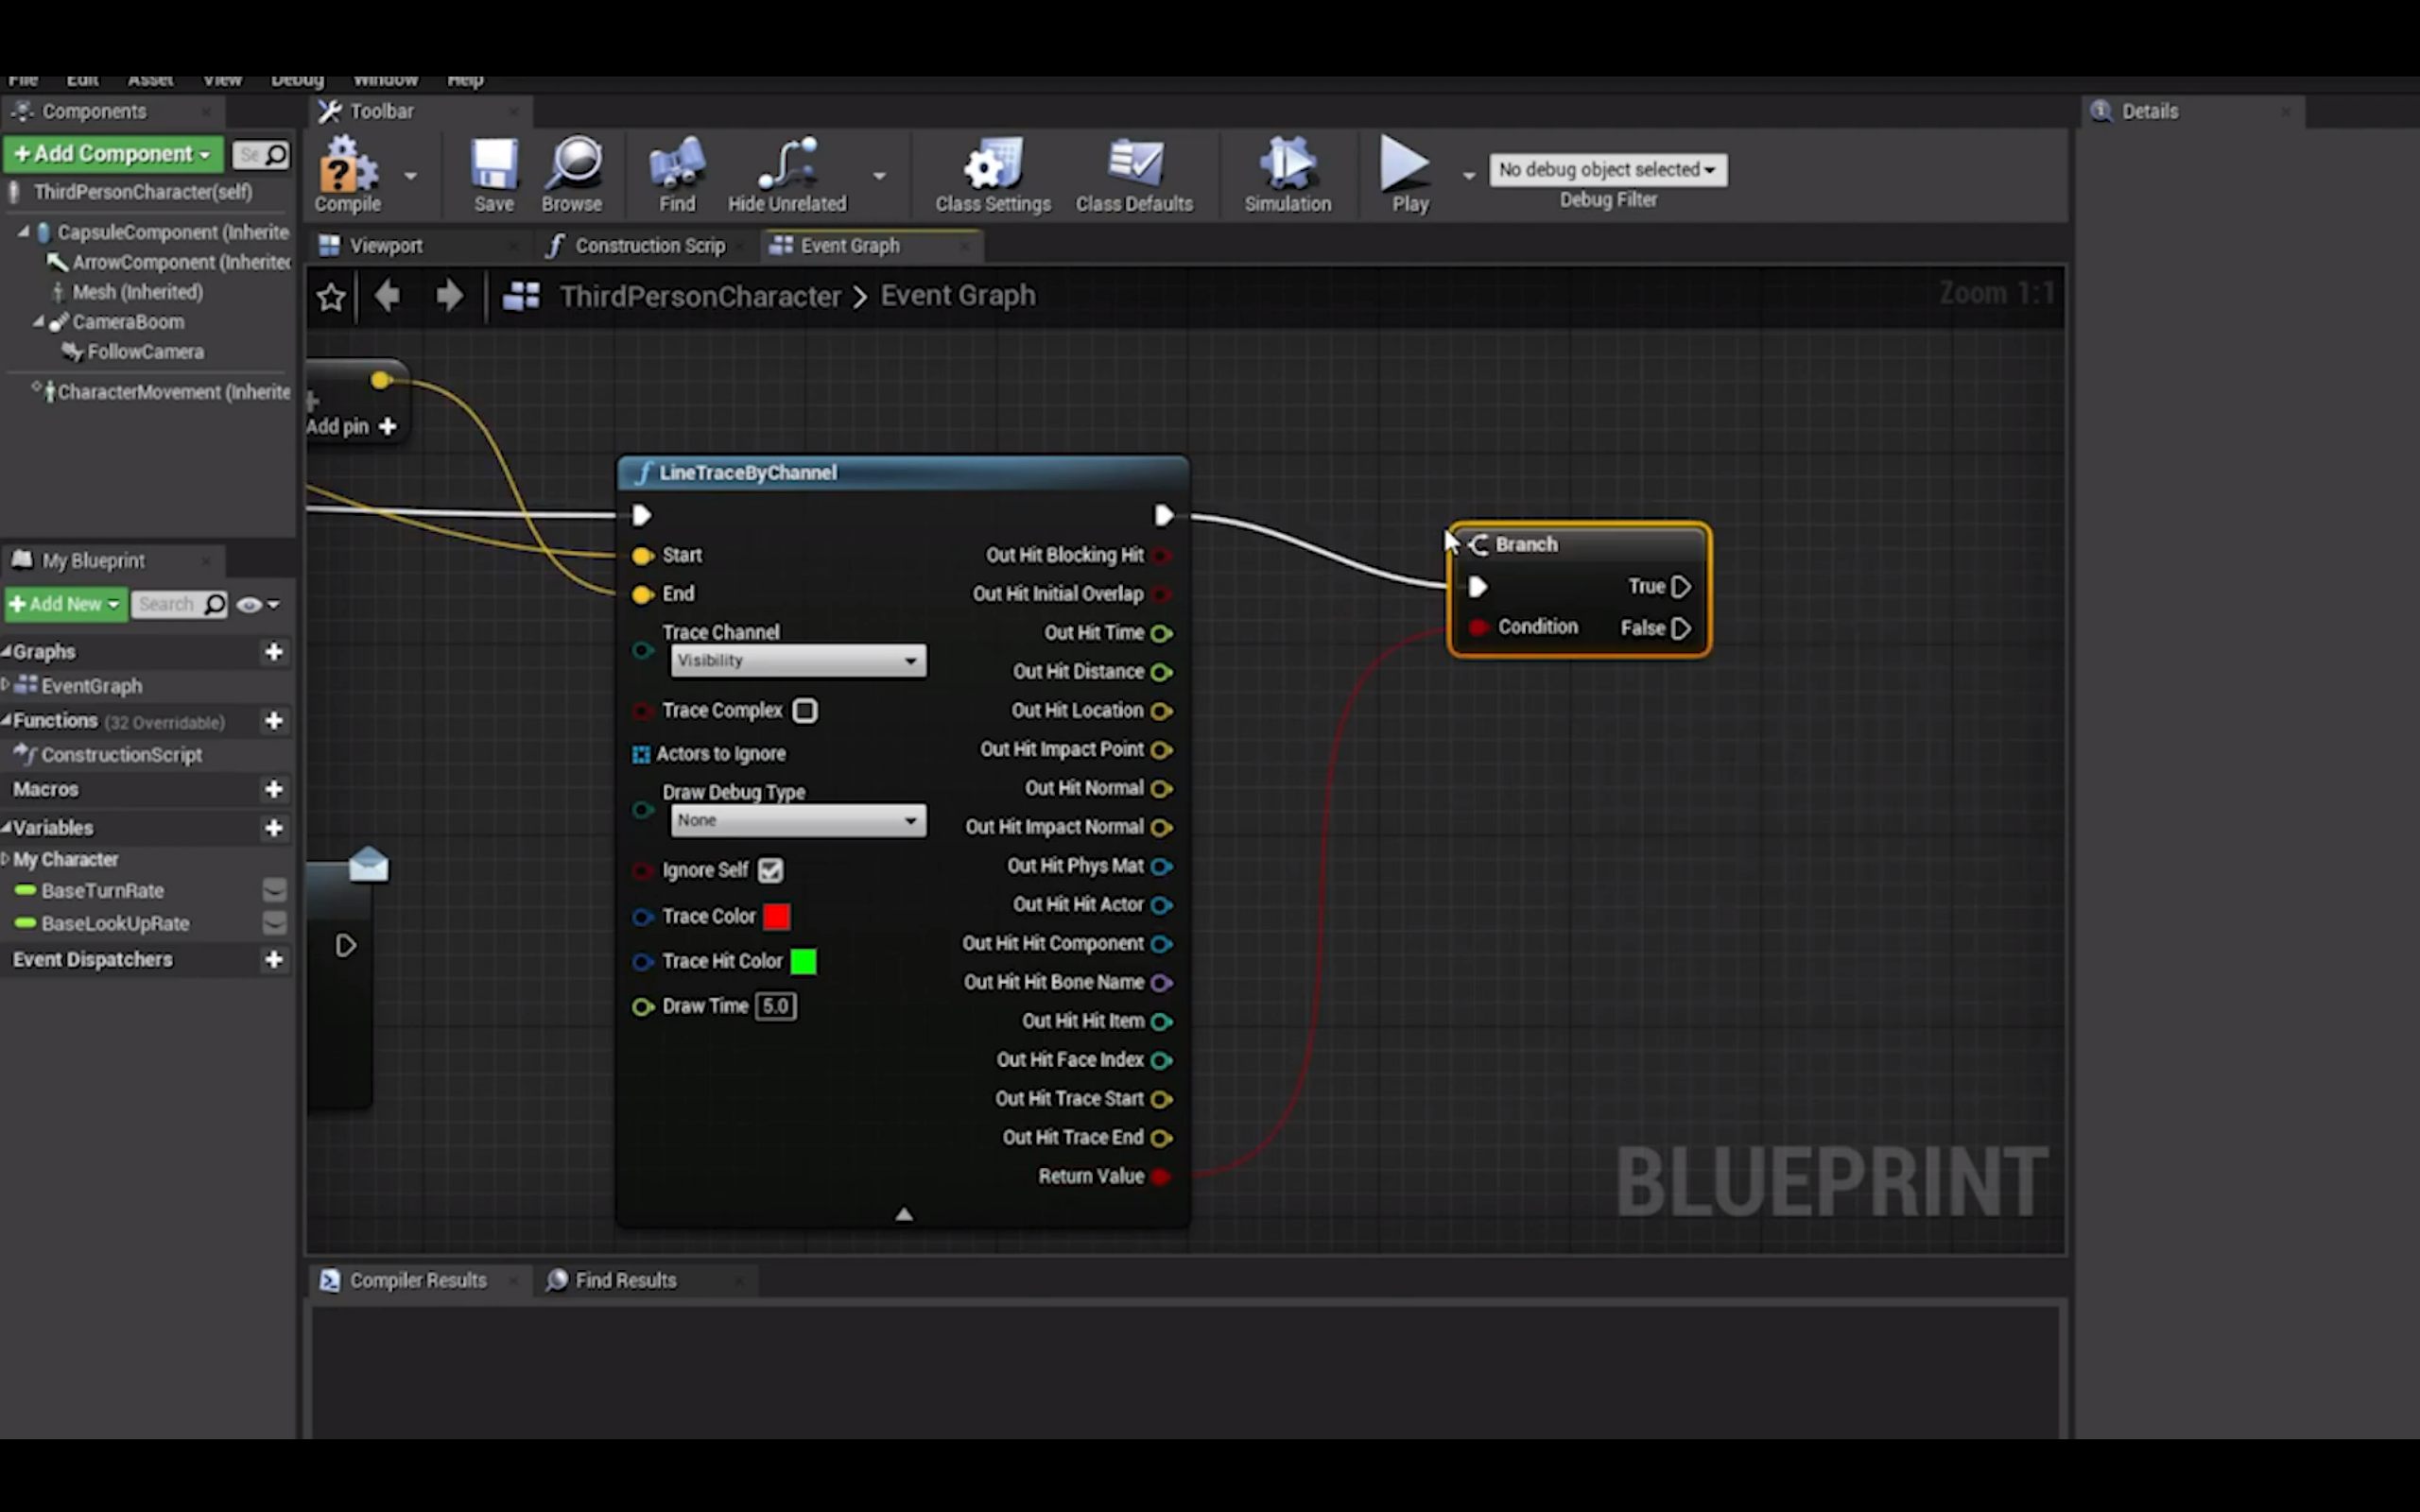 File Edit Asset View Debug Window Help
Components
Toolbar
Details
+Add Component
Se
Compile
Save
Browse
Find
Hide Unrelated
Class Settings
Class Defaults
Simulation
Play
No debug object selected
Debug Filter
ThirdPersonCharacter(self)
CapsuleComponent (Inherite
ArrowComponent (Inherited
Mesh (Inherited)
CameraBoom
FollowCamera
CharacterMovement (Inherite
Viewport
Construction Scrip
Event Graph
ThirdPersonCharacter > Event Graph
Zoom 1:1
Add pin +
LineTraceByChannel
Start
End
Trace Channel
Visibility
Trace Complex
Actors to Ignore
Draw Debug Type
None
Ignore Self
Trace Color
Trace Hit Color
Draw Time 5.0
Out Hit Blocking Hit
Out Hit Initial Overlap
Out Hit Time
Out Hit Distance
Out Hit Location
Out Hit Impact Point
Out Hit Normal
Out Hit Impact Normal
Out Hit Phys Mat
Out Hit Hit Actor
Out Hit Hit Component
Out Hit Hit Bone Name
Out Hit Hit Item
Out Hit Face Index
Out Hit Trace Start
Out Hit Trace End
Return Value
Branch
True
Condition
False
My Blueprint
+Add New
Search
Graphs
EventGraph
Functions (32 Overridable)
ConstructionScript
Macros
Variables
My Character
BaseTurnRate
BaseLookUpRate
Event Dispatchers
BLUEPRINT
Compiler Results
Find Results